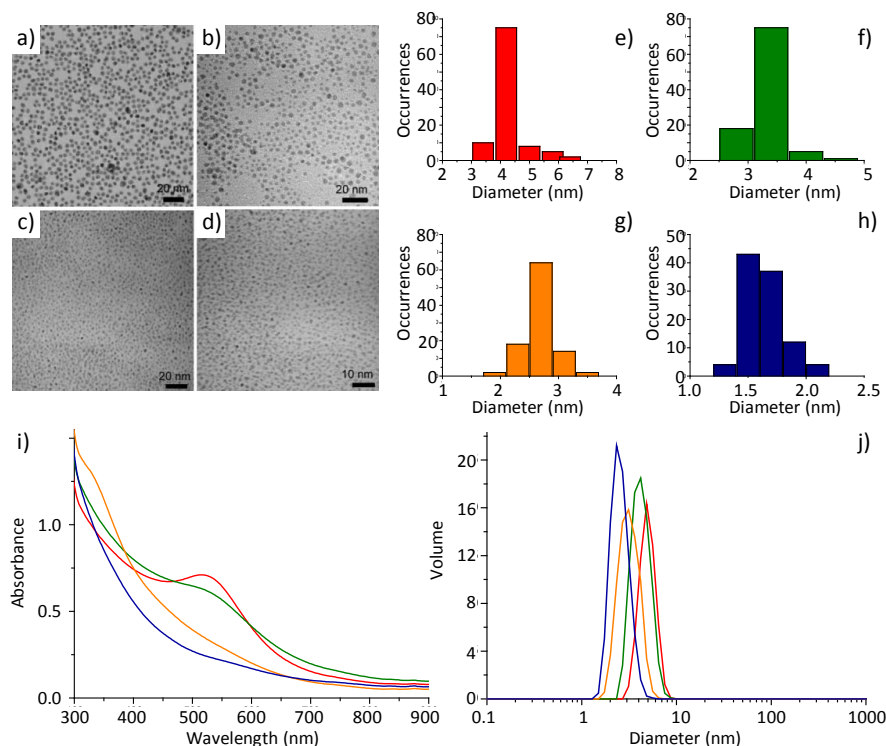 a)
20 nm
b)
20 nm
c)
20 nm
d)
10 nm
e)
80
60
40
20
0
Occurrences
2 3 4 5 6 7 8
Diameter (nm)
f)
80
60
40
20
0
Occurrences
2 3 4 5
Diameter (nm)
g)
80
60
40
20
0
Occurrences
1 2 3 4
Diameter (nm)
h)
50
40
30
20
10
0
Occurrences
1.0 1.5 2.0 2.5
Diameter (nm)
i)
1.0
0.5
0.0
Absorbance
300 400 500 600 700 800 900
Wavelength (nm)
j)
20
16
12
8
4
0
Volume
0.1 1 10 100 1000
Diameter (nm)